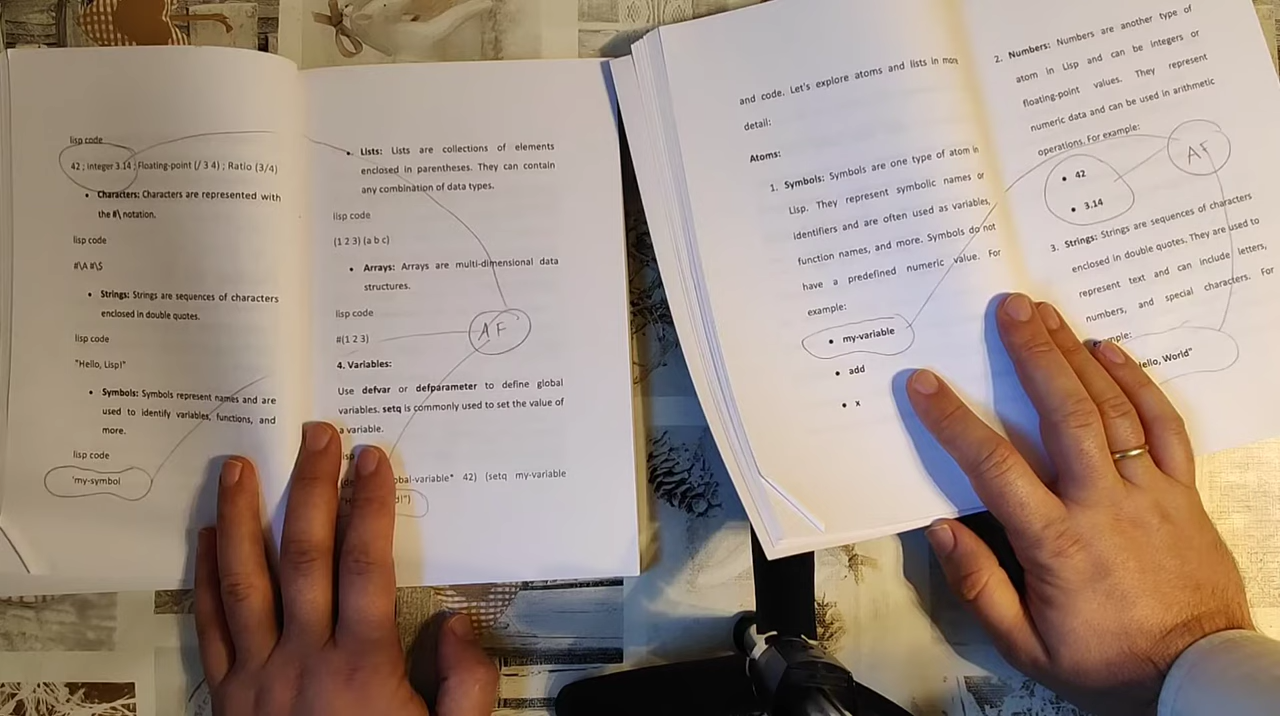 lisp code
42 ; Integer 3.14 ; Floating-point (/ 3 4) ; Ratio (3/4)
• Characters: Characters are represented with
the #\ notation.
lisp code
#\A #\S
• Strings: Strings are sequences of characters
enclosed in double quotes.
lisp code
"Hello, Lisp!"
• Symbols: Symbols represent names and are
used to identify variables, functions, and
more.
lisp code
'my-symbol
• Lists: Lists are collections of elements
enclosed in parentheses. They can contain
any combination of data types.
lisp code
(1 2 3) (a b c)
• Arrays: Arrays are multi-dimensional data
structures.
lisp code
#(1 2 3)
AF
4. Variables:
Use defvar or defparameter to define global
variables. setq is commonly used to set the value of
a variable.
lisp
obal-variable* 42) (setq my-variable
and code. Let's explore atoms and lists in more
detail:
Atoms:
1. Symbols: Symbols are one type of atom in
Lisp. They represent symbolic names or
identifiers and are often used as variables,
function names, and more. Symbols do not
have a predefined numeric value. For
example:
• my-variable
• add
• x
2. Numbers: Numbers are another type of
atom in Lisp and can be integers or
floating-point values. They represent
numeric data and can be used in arithmetic
operations. For example:
AF
• 42
• 3.14
3. Strings: Strings are sequences of characters
enclosed in double quotes. They are used to
represent text and can include letters,
numbers, and special characters. For
mple:
ello, World"